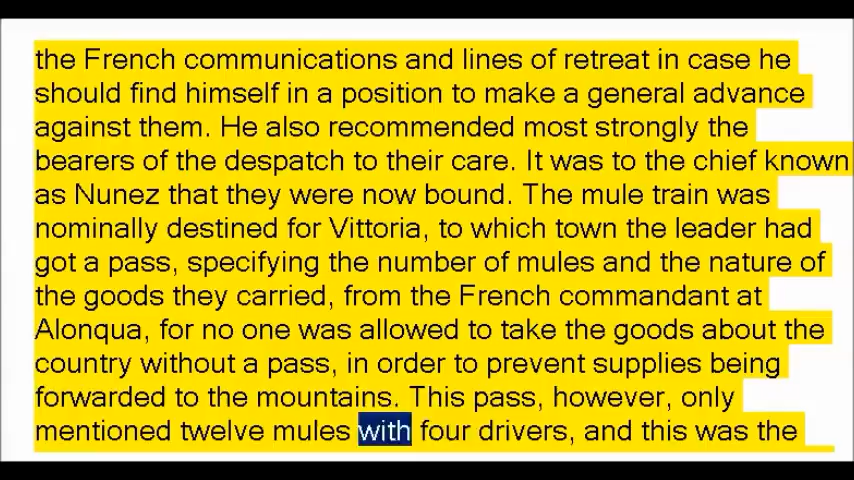 the French communications and lines of retreat in case he
should find himself in a position to make a general advance
against them. He also recommended most strongly the
bearers of the despatch to their care. It was to the chief known
as Nunez that they were now bound. The mule train was
nominally destined for Vittoria, to which town the leader had
got a pass, specifying the number of mules and the nature of
the goods they carried, from the French commandant at
Alonqua, for no one was allowed to take the goods about the
country without a pass, in order to prevent supplies being
forwarded to the mountains. This pass, however, only
mentioned twelve mules with four drivers, and this was the